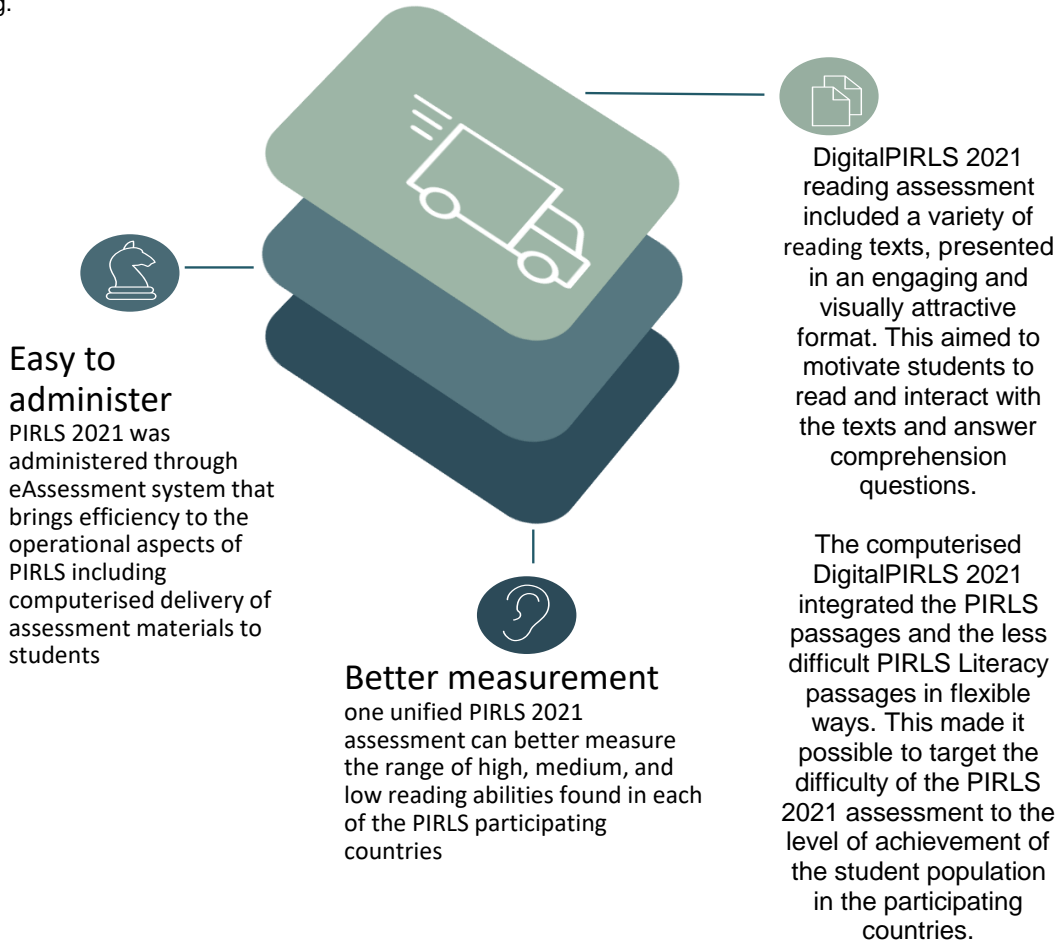 g.
Easy to
administer
PIRLS 2021 was
administered through
eAssessment system that
brings efficiency to the
operational aspects of
PIRLS including
computerised delivery of
assessment materials to
students
Better measurement
one unified PIRLS 2021
assessment can better measure
the range of high, medium, and
low reading abilities found in each
of the PIRLS participating
countries
DigitalPIRLS 2021
reading assessment
included a variety of
reading texts, presented
in an engaging and
visually attractive
format. This aimed to
motivate students to
read and interact with
the texts and answer
comprehension
questions.
The computerised
DigitalPIRLS 2021
integrated the PIRLS
passages and the less
difficult PIRLS Literacy
passages in flexible
ways. This made it
possible to target the
difficulty of the PIRLS
2021 assessment to the
level of achievement of
the student population
in the participating
countries.